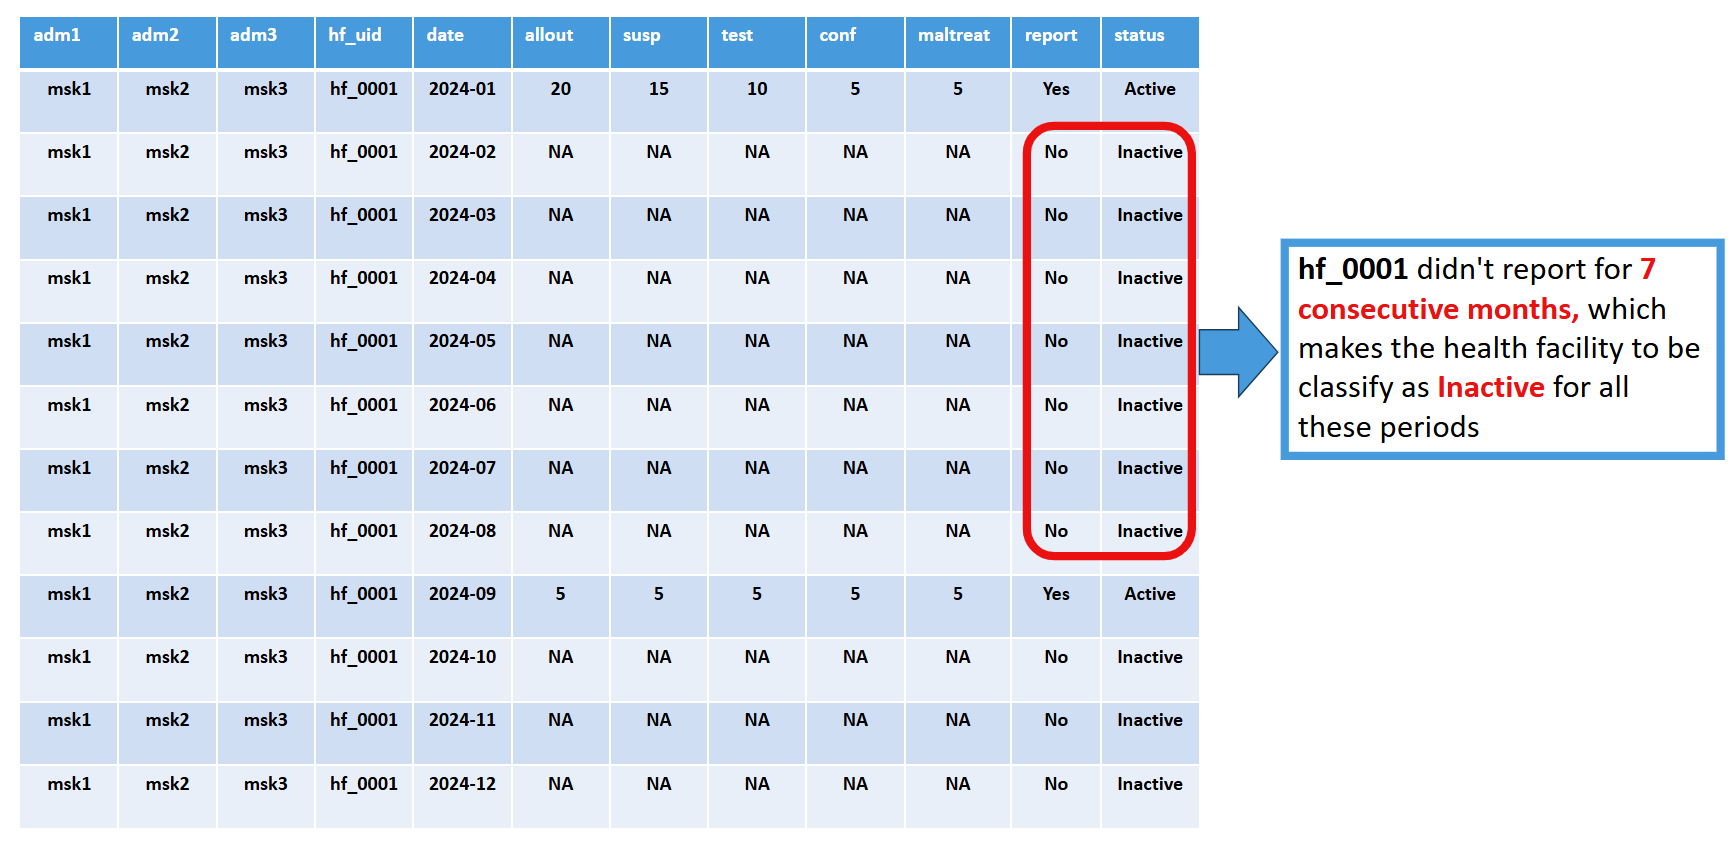 adm1 adm2 adm3 hf_uid date allout susp test conf maltreat report status
msk1 msk2 msk3 hf_0001 2024-01 20 15 10 5 5 Yes Active
msk1 msk2 msk3 hf_0001 2024-02 NA NA NA NA NA No Inactive
msk1 msk2 msk3 hf_0001 2024-03 NA NA NA NA NA No Inactive
msk1 msk2 msk3 hf_0001 2024-04 NA NA NA NA NA No Inactive
msk1 msk2 msk3 hf_0001 2024-05 NA NA NA NA NA No Inactive
msk1 msk2 msk3 hf_0001 2024-06 NA NA NA NA NA No Inactive
msk1 msk2 msk3 hf_0001 2024-07 NA NA NA NA NA No Inactive
msk1 msk2 msk3 hf_0001 2024-08 NA NA NA NA NA No Inactive
msk1 msk2 msk3 hf_0001 2024-09 5 5 5 5 5 Yes Active
msk1 msk2 msk3 hf_0001 2024-10 NA NA NA NA NA No Inactive
msk1 msk2 msk3 hf_0001 2024-11 NA NA NA NA NA No Inactive
msk1 msk2 msk3 hf_0001 2024-12 NA NA NA NA NA No Inactive
hf_0001 didn't report for 7
consecutive months, which
makes the health facility to be
classify as Inactive for all
these periods